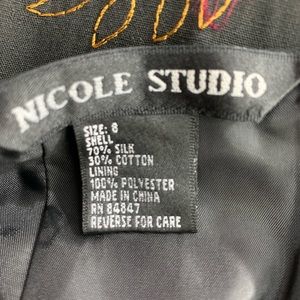 NICOLE STUDIO
SIZE: 8
SHELL
70% SILK
30% COTTON
LINING
100% POLYESTER
MADE IN CHINA
RN 84847
REVERSE FOR CARE